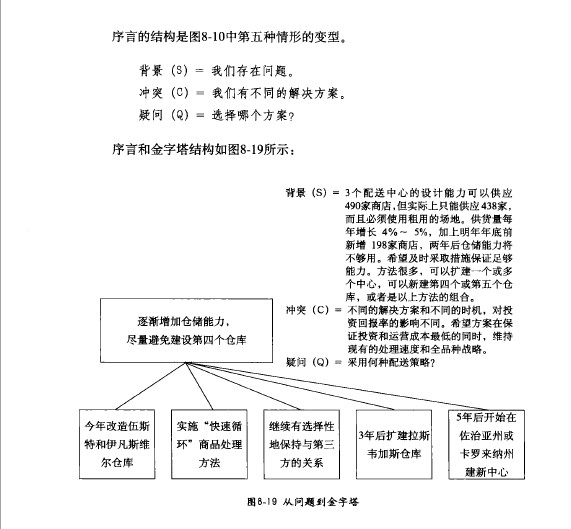 序言的结构是图8-10中第五种情形的变型。
背景（S）= 我们存在问题。
冲突（C）= 我们有不同的解决方案。
疑问（Q）= 选择哪个方案?
序言和金字塔结构如图8-19所示：
背景（S）= 3个配送中心的设计能力可以供应
490家商店,但实际上只能供应438家,
而且必须使用租用的场地。供货量每
年增长 4%～ 5%，加上明年年底前
新增 198家商店，两年后仓储能力将
不够用。希望及时采取措施保证足够
能力。方法很多，可以扩建一个或多
个中心，可以新建第四个或第五个仓
库，或者是以上方法的组合。
冲突（C）= 不同的解决方案和不同的时机，对投
资回报率的影响不同。希望方案在保
证投资和运营成本最低的同时，维持
现有的处理速度和全品种战略。
疑问（Q）= 采用何种配送策略?
逐渐增加仓储能力，
尽量避免建设第四个仓库
今年改造伍斯
特和伊凡斯维
尔仓库
实施“快速循
环”商品处理
方法
继续有选择性
地保持与第三
方的关系
3年后扩建拉斯
韦加斯仓库
5年后开始在
佐治亚州或
卡罗来纳州
建新中心
图8-19 从问题到金字塔